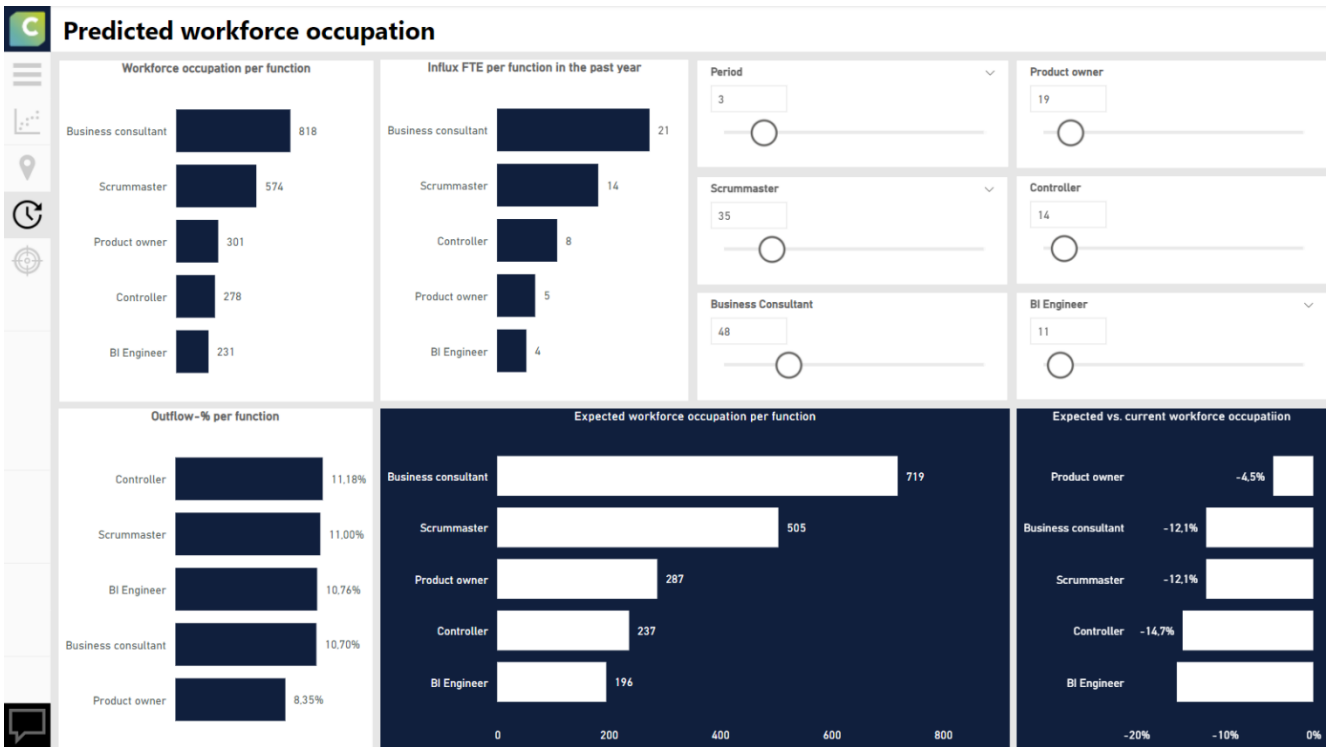 C
Predicted workforce occupation
Workforce occupation per function
Business consultant 818
Scrummaster 574
Product owner 301
Controller 278
BI Engineer 231
Influx FTE per function in the past year
Business consultant 21
Scrummaster 14
Controller 8
Product owner 5
BI Engineer 4
Period
3
Product owner
19
Scrummaster
35
Controller
14
Business Consultant
48
BI Engineer
11
Outflow-% per function
Controller 11,18%
Scrummaster 11,00%
BI Engineer 10,76%
Business consultant 10,70%
Product owner 8,35%
Expected workforce occupation per function
Business consultant 719
Scrummaster 505
Product owner 287
Controller 237
BI Engineer 196
0 200 400 600 800
Expected vs. current workforce occupatiion
Product owner -4,5%
Business consultant -12,1%
Scrummaster -12,1%
Controller -14,7%
BI Engineer
-20% -10% 0%